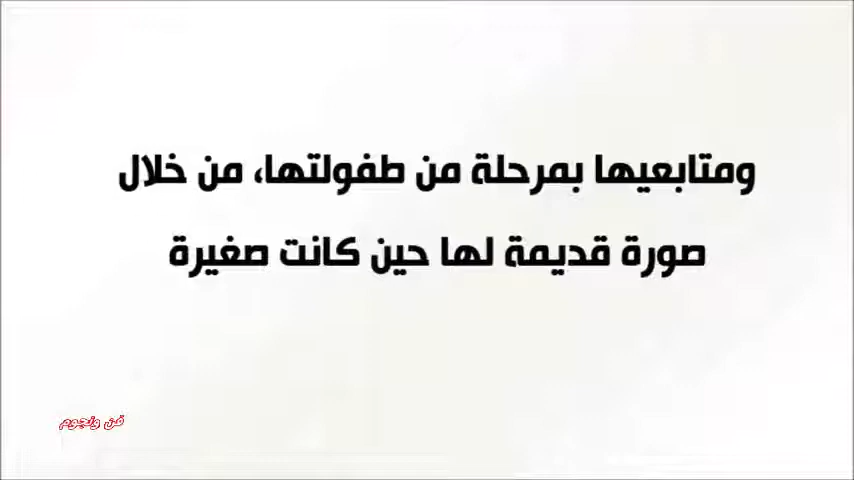 ومتابعيها بمرحلة من طفولتها، من خلال
صورة قديمة لها حين كانت صغيرة
فن ونجوم